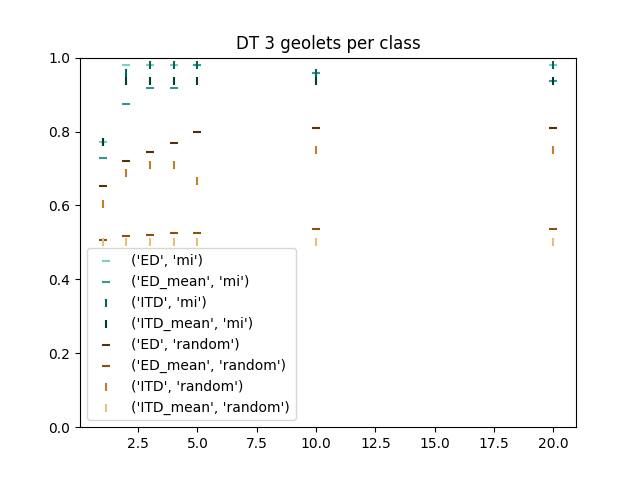 DT 3 geolets per class
1.0
0.8
0.6
0.4
0.2
0.0
('ED', 'mi')
('ED_mean', 'mi')
('ITD', 'mi')
('ITD_mean', 'mi')
('ED', 'random')
('ED_mean', 'random')
('ITD', 'random')
('ITD_mean', 'random')
2.5 5.0 7.5 10.0 12.5 15.0 17.5 20.0